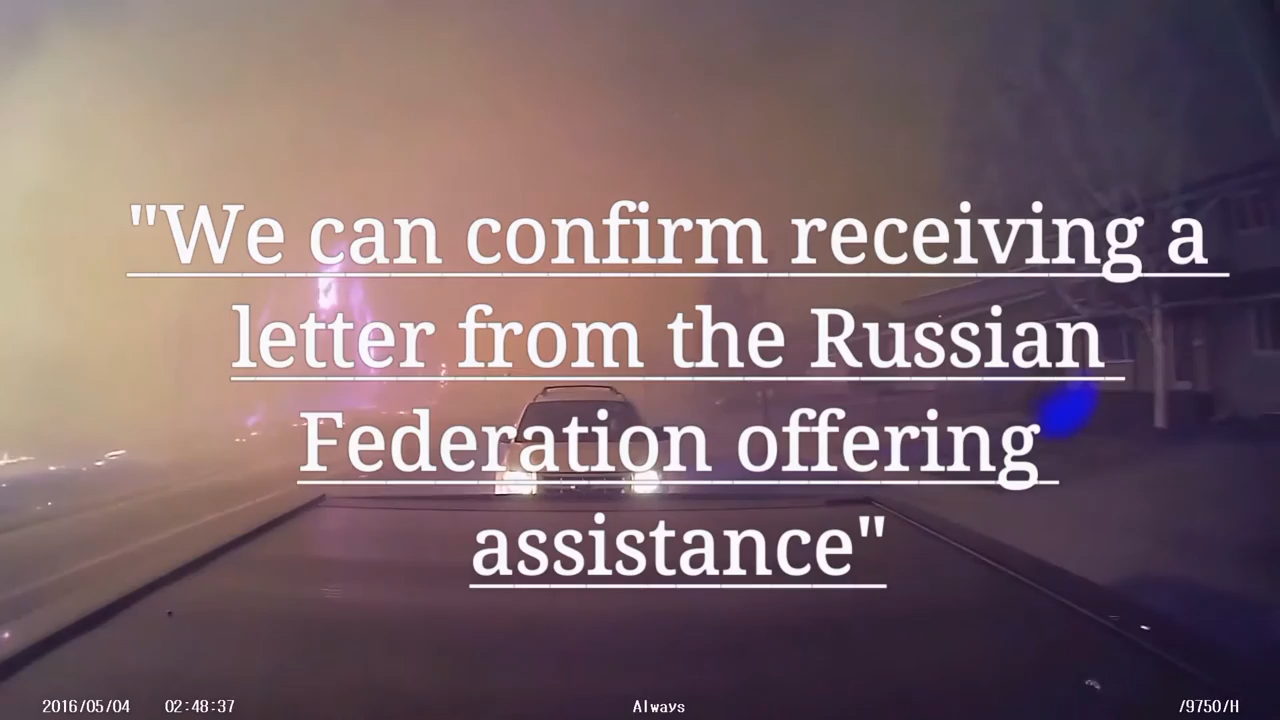 "We can confirm receiving a
letter from the Russian
Federation offering
assistance"
2016/05/04 02:48:37 Always /9750/H